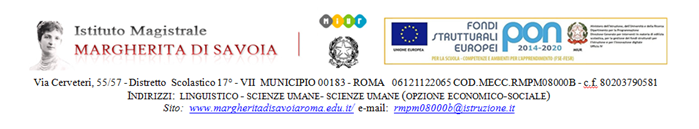 Istituto Magistrale
MARGHERITA DI SAVOIA
MIUR
UNIONE EUROPEA
FONDI
STRUTTURALI
EUROPEI
pon
2014-2020
PER LA SCUOLA - COMPETENZE E AMBIENTI PER L'APPRENDIMENTO (FSE-FESR)
Via Cerveteri, 55/57 - Distretto Scolastico 17° - VII MUNICIPIO 00183 - ROMA 06121122065 COD.MECC.RMPM08000B - c.f. 80203790581
INDIRIZZI: LINGUISTICO - SCIENZE UMANE- SCIENZE UMANE (OPZIONE ECONOMICO-SOCIALE)
Sito: www.margheritadisavoiaroma.edu.it/ e-mail: rmpm08000b@istruzione.it